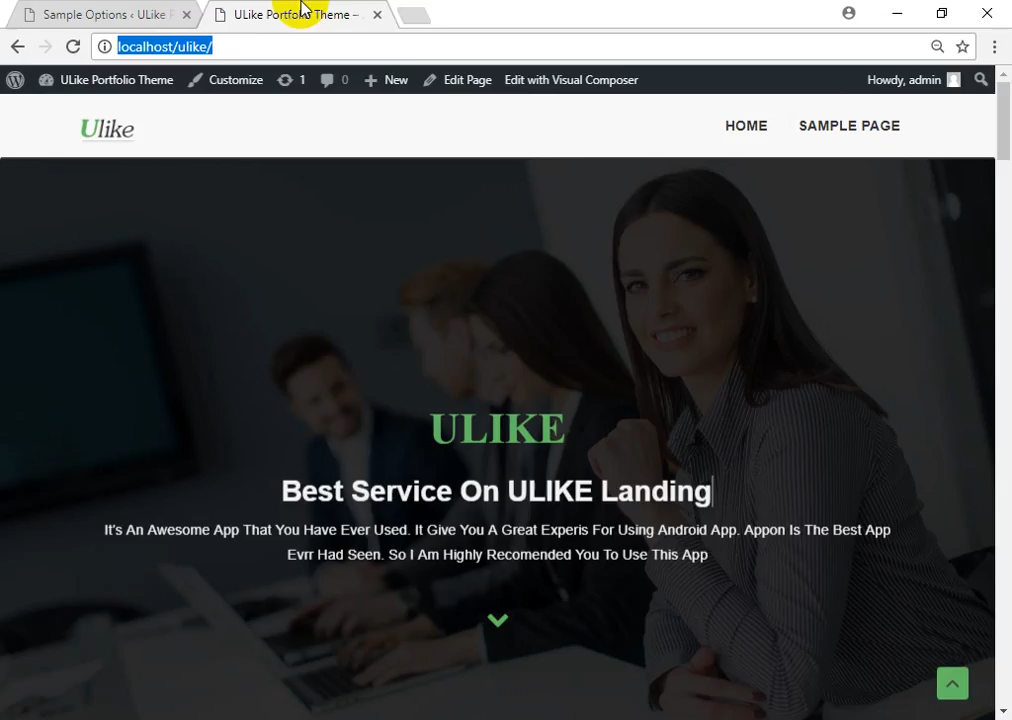 Sample Options ‹ ULike P
ULike Portfolio Theme –
localhost/ulike/
ULike Portfolio Theme
Customize
1
0
New
Edit Page
Edit with Visual Composer
Howdy, admin
Ulike
HOME
SAMPLE PAGE
ULIKE
Best Service On ULIKE Landing
It's An Awesome App That You Have Ever Used. It Give You A Great Experis For Using Android App. Appon Is The Best App
Evrr Had Seen. So I Am Highly Recomended You To Use This App